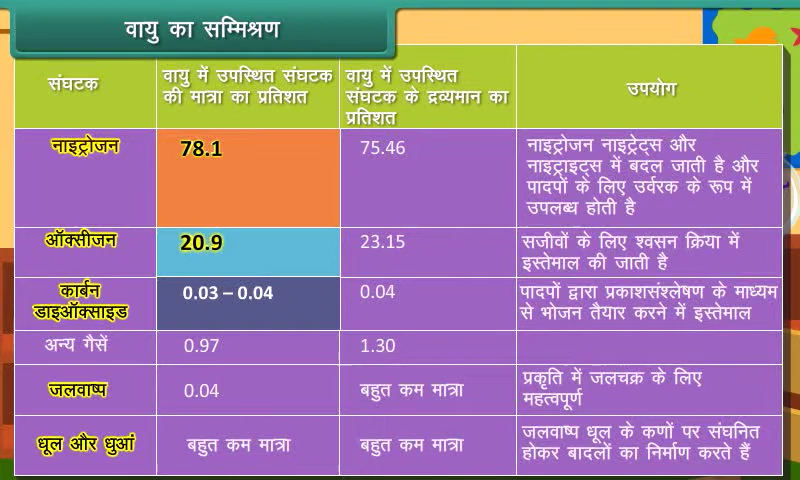 वायु का सम्मिश्रण
संघटक
वायु में उपस्थित संघटक
की मात्रा का प्रतिशत
वायु में उपस्थित
संघटक के द्रव्यमान का
प्रतिशत
उपयोग
नाइट्रोजन
78.1
75.46
नाइट्रोजन नाइट्रेट्स और
नाइट्राइट्स में बदल जाती है और
पादपों के लिए उर्वरक के रूप में
उपलब्ध होती है
ऑक्सीजन
20.9
23.15
सजीवों के लिए श्वसन क्रिया में
इस्तेमाल की जाती है
कार्बन
डाइऑक्साइड
0.03 – 0.04
0.04
पादपों द्वारा प्रकाशसंश्लेषण के माध्यम
से भोजन तैयार करने में इस्तेमाल
अन्य गैसें
0.97
1.30
जलवाष्प
0.04
बहुत कम मात्रा
प्रकृति में जलचक्र के लिए
महत्वपूर्ण
धूल और धुआं
बहुत कम मात्रा
बहुत कम मात्रा
जलवाष्प धूल के कणों पर संघनित
होकर बादलों का निर्माण करते हैं